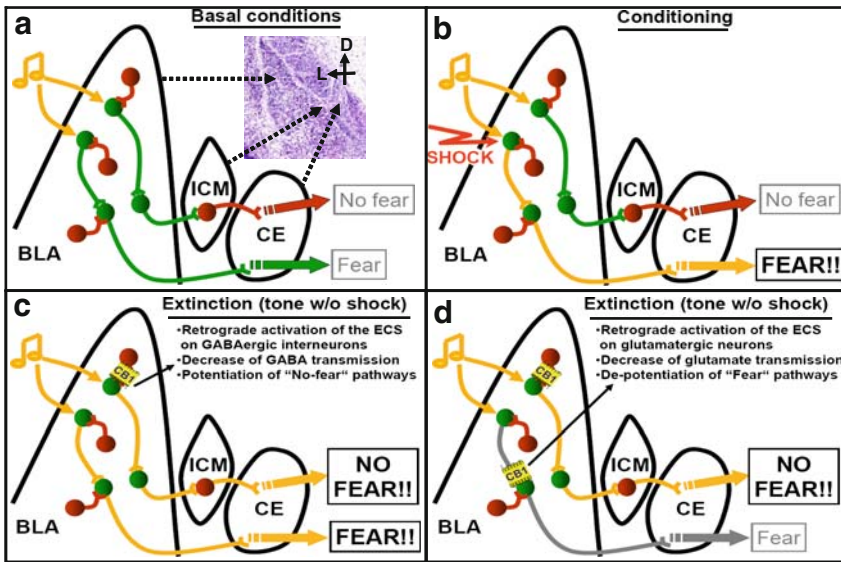 a
Basal conditions
D
L
ICM
No fear
CE
BLA
Fear
b
Conditioning
SHOCK
ICM
No fear
CE
BLA
FEAR!!
c
Extinction (tone w/o shock)
•Retrograde activation of the ECS
on GABAergic interneurons
•Decrease of GABA transmission
•Potentiation of "No-fear" pathways
CB1
ICM
NO
FEAR!!
CE
BLA
FEAR!!
d
Extinction (tone w/o shock)
•Retrograde activation of the ECS
on glutamatergic neurons
•Decrease of glutamate transmission
•De-potentiation of "Fear" pathways
CB1
CB1
ICM
NO
FEAR!!
CE
BLA
Fear